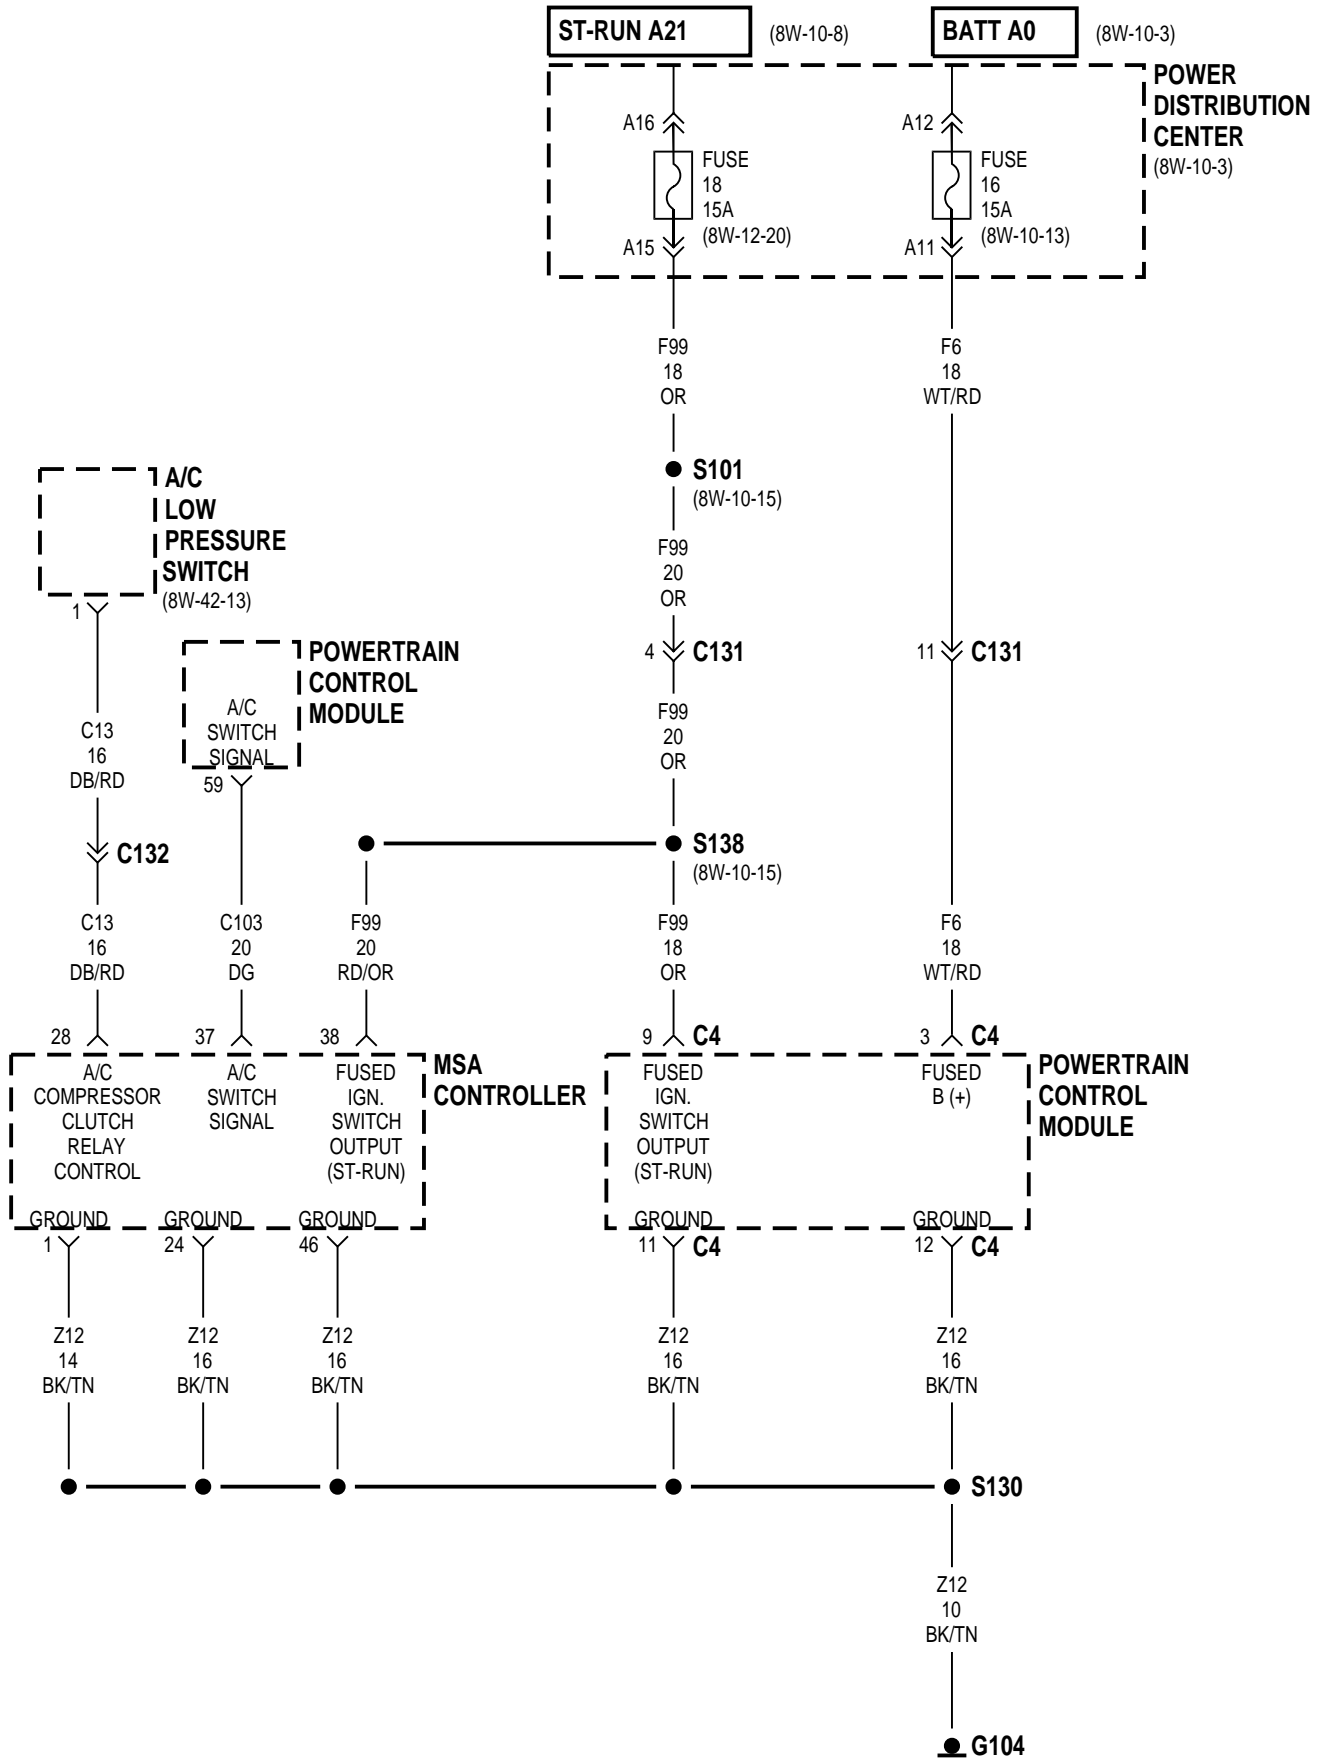 ST-RUN A21
(8W-10-8)
BATT A0
(8W-10-3)
POWER
DISTRIBUTION
CENTER
(8W-10-3)
A16
FUSE
18
15A
(8W-12-20)
A15
A12
FUSE
16
15A
(8W-10-13)
A11
F99
18
OR
F6
18
WT/RD
S101
(8W-10-15)
A/C
LOW
PRESSURE
SWITCH
(8W-42-13)
1
F99
20
OR
POWERTRAIN
CONTROL
MODULE
A/C
SWITCH
SIGNAL
59
4
C131
11
C131
C13
16
DB/RD
F99
20
OR
C132
S138
(8W-10-15)
C13
16
DB/RD
C103
20
DG
F99
20
RD/OR
F99
18
OR
F6
18
WT/RD
28
37
38
9
C4
3
C4
MSA
CONTROLLER
A/C
COMPRESSOR
CLUTCH
RELAY
CONTROL
A/C
SWITCH
SIGNAL
FUSED
IGN.
SWITCH
OUTPUT
(ST-RUN)
FUSED
IGN.
SWITCH
OUTPUT
(ST-RUN)
FUSED
B (+)
POWERTRAIN
CONTROL
MODULE
GROUND
GROUND
GROUND
GROUND
GROUND
1
24
46
11
C4
12
C4
Z12
14
BK/TN
Z12
16
BK/TN
Z12
16
BK/TN
Z12
16
BK/TN
Z12
16
BK/TN
S130
Z12
10
BK/TN
G104